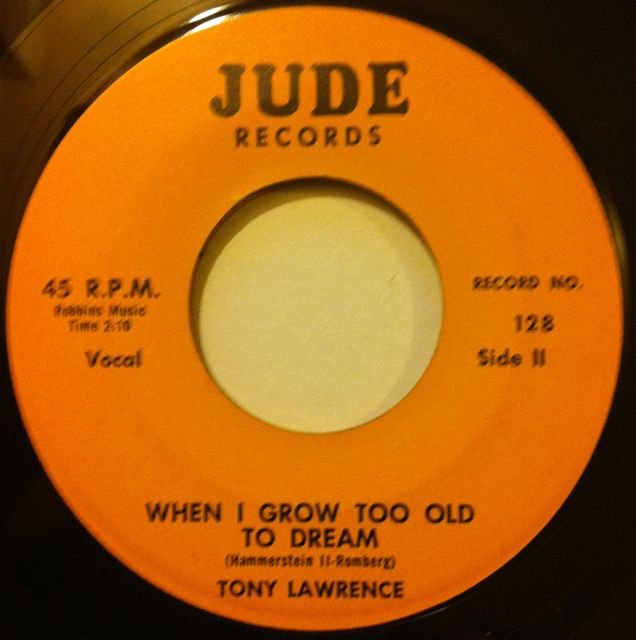 JUDE
RECORDS
45 R.P.M.
Robbins Music
Time 2:10
Vocal
RECORD NO.
128
Side II
WHEN I GROW TOO OLD
TO DREAM
(Hammerstein II-Romberg)
TONY LAWRENCE